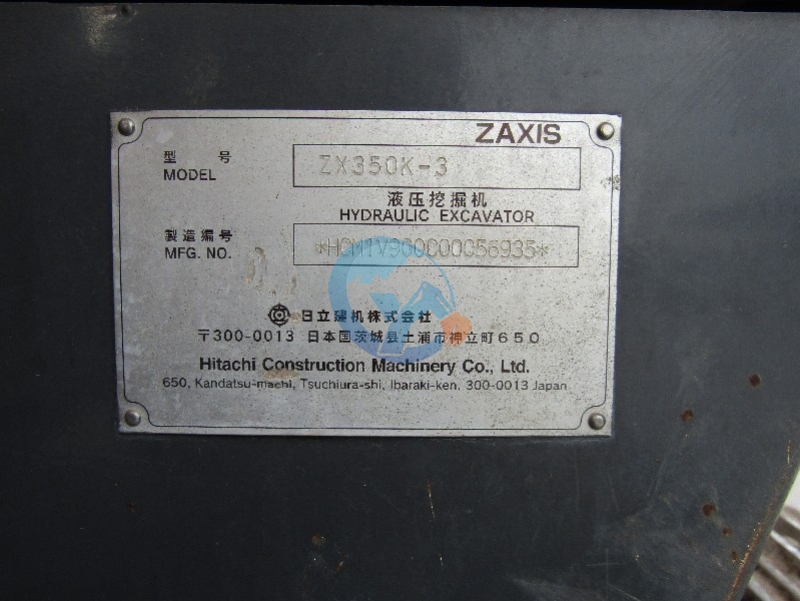 ZAXIS
型 号
MODEL
ZX350K-3
液压挖掘机
HYDRAULIC EXCAVATOR
製造編号
MFG. NO.
日立建机株式会社
〒300-0013 日本国茨城県土浦市神立町650
Hitachi Construction Machinery Co., Ltd.
650, Kandatsu-machi, Tsuchiura-shi, Ibaraki-ken, 300-0013 Japan